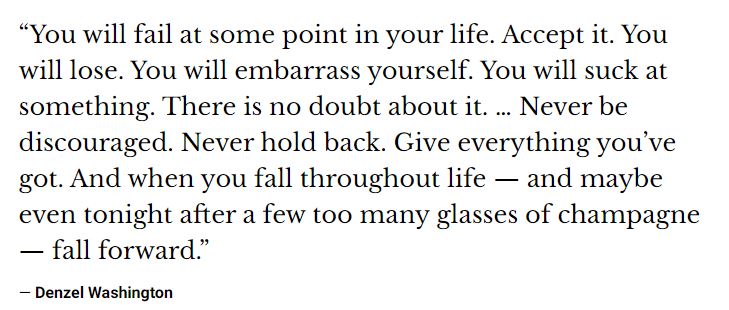 “You will fail at some point in your life. Accept it. You
will lose. You will embarrass yourself. You will suck at
something. There is no doubt about it. ... Never be
discouraged. Never hold back. Give everything you’ve
got. And when you fall throughout life — and maybe
even tonight after a few too many glasses of champagne
— fall forward.”
— Denzel Washington